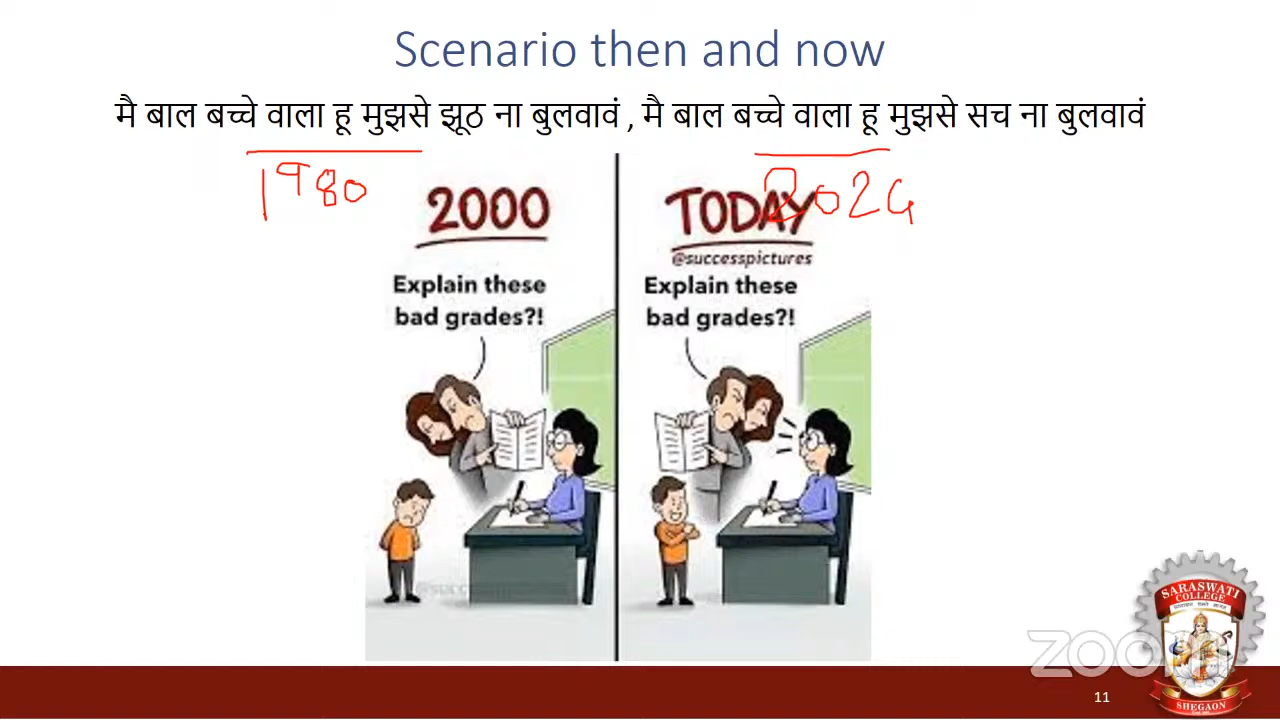 Scenario then and now
मै बाल बच्चे वाला हू मुझसे झूठ ना बुलवावं , मै बाल बच्चे वाला हू मुझसे सच ना बुलवावं
1980
2024
2000
TODAY
@successpictures
Explain these
bad grades?!
Explain these
bad grades?!
SARASWATI
COLLEGE
SHEGAON
zoom
11